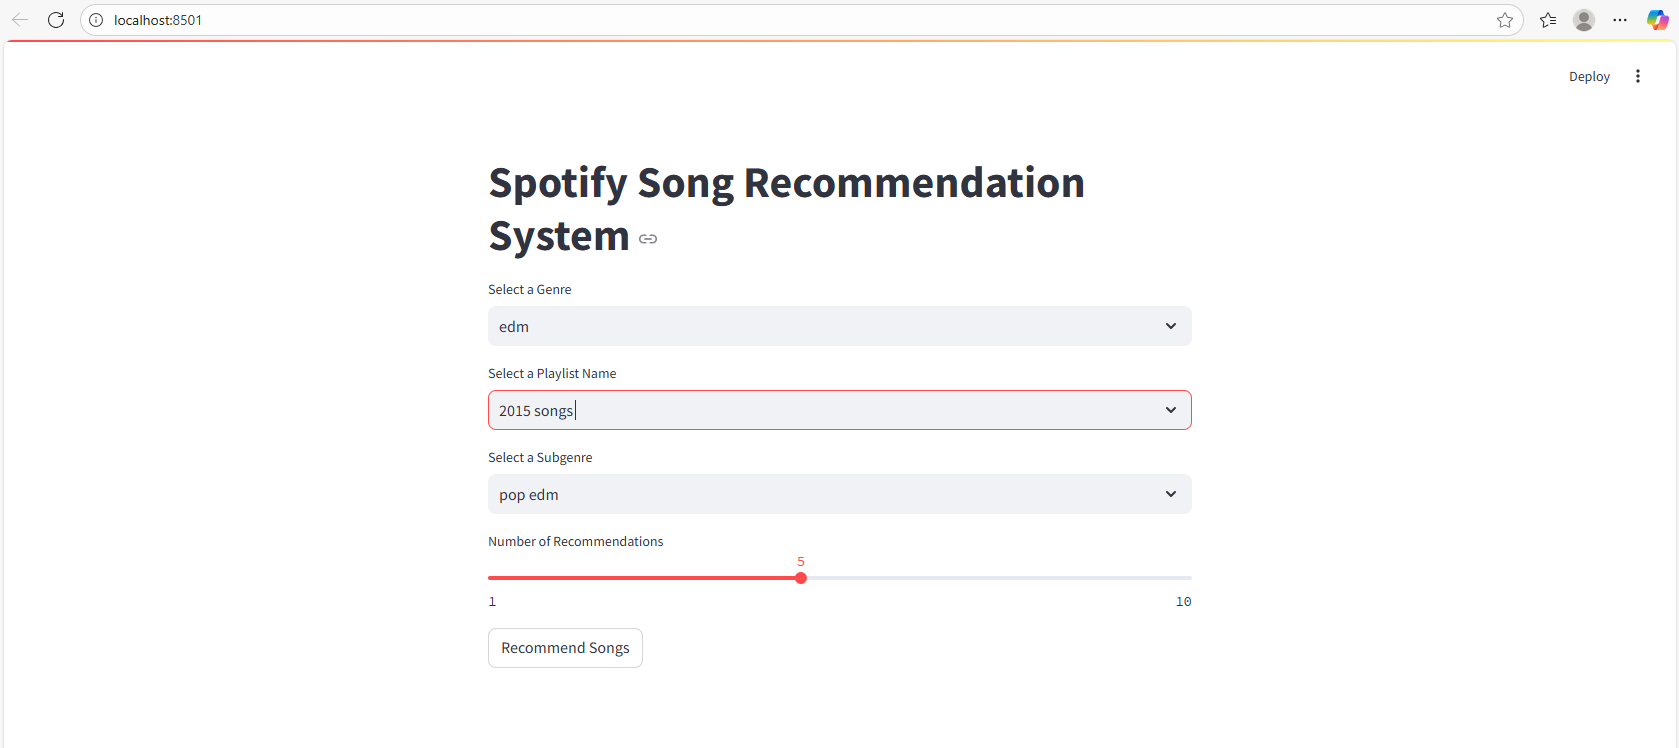 localhost:8501
Deploy
Spotify Song Recommendation
System
Select a Genre
edm
Select a Playlist Name
2015 songs
Select a Subgenre
pop edm
Number of Recommendations
5
1 10
Recommend Songs